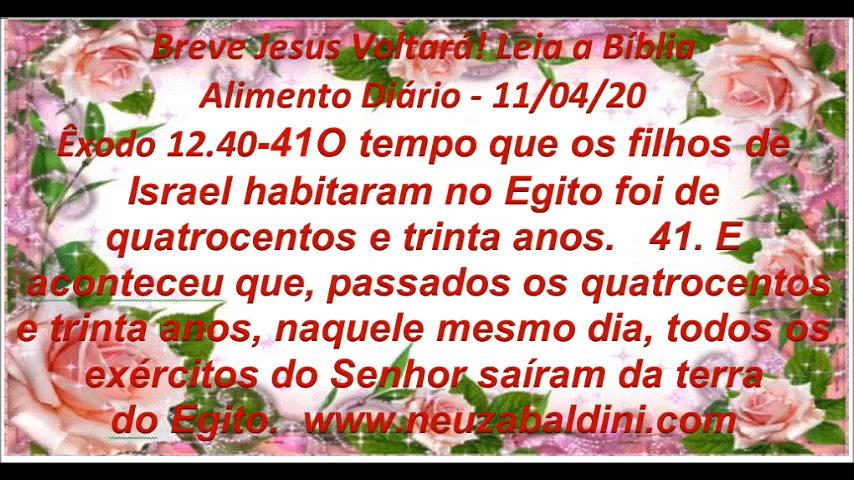 Breve Jesus Voltará! Leia a Bíblia
Alimento Diário - 11/04/20
Êxodo 12.40-41O tempo que os filhos de
Israel habitaram no Egito foi de
quatrocentos e trinta anos.   41. E
aconteceu que, passados os quatrocentos
e trinta anos, naquele mesmo dia, todos os
exércitos do Senhor saíram da terra
do Egito.  www.neuzabaldini.com